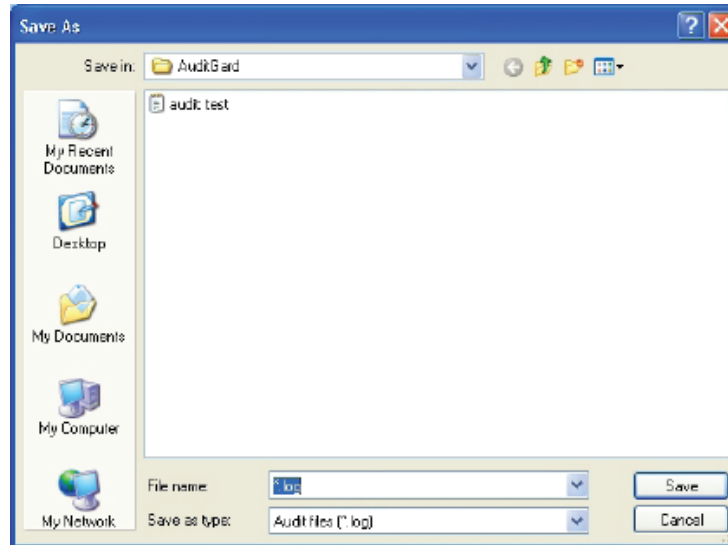 Save As
Save in: AuditGard
audit test
My Recent
Documents
Desktop
My Documents
My Computer
My Network
File name: *.log
Save as type: Audit files (*.log)
Save
Cancel